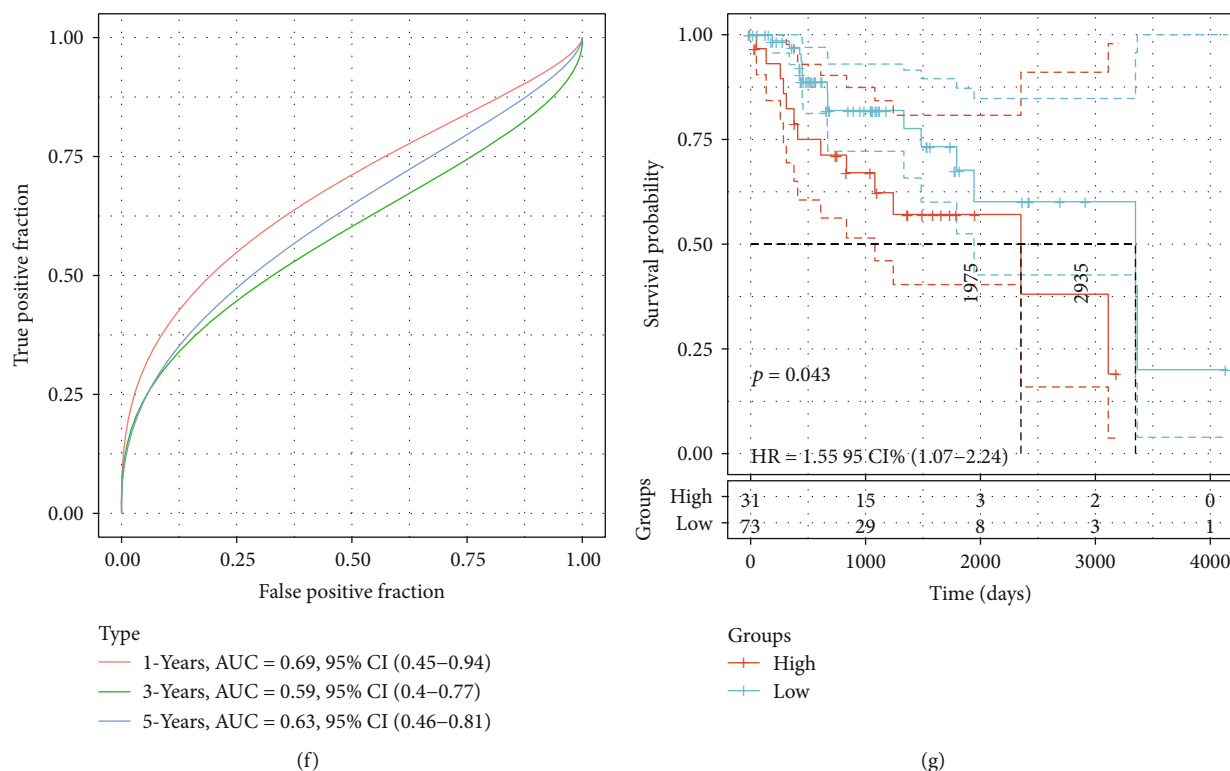 1.00
0.75
0.50
0.25
0.00
True positive fraction
0.00 0.25 0.50 0.75 1.00
False positive fraction
Type
1-Years, AUC = 0.69, 95% CI (0.45–0.94)
3-Years, AUC = 0.59, 95% CI (0.4–0.77)
5-Years, AUC = 0.63, 95% CI (0.46–0.81)
(f)
1.00
0.75
0.50
0.25
0.00
Survival probability
1975
2935
p = 0.043
HR = 1.55 95 CI% (1.07–2.24)
Groups
High 31 15 3 2 0
Low 73 29 8 3 1
0 1000 2000 3000 4000
Time (days)
Groups
High
Low
(g)